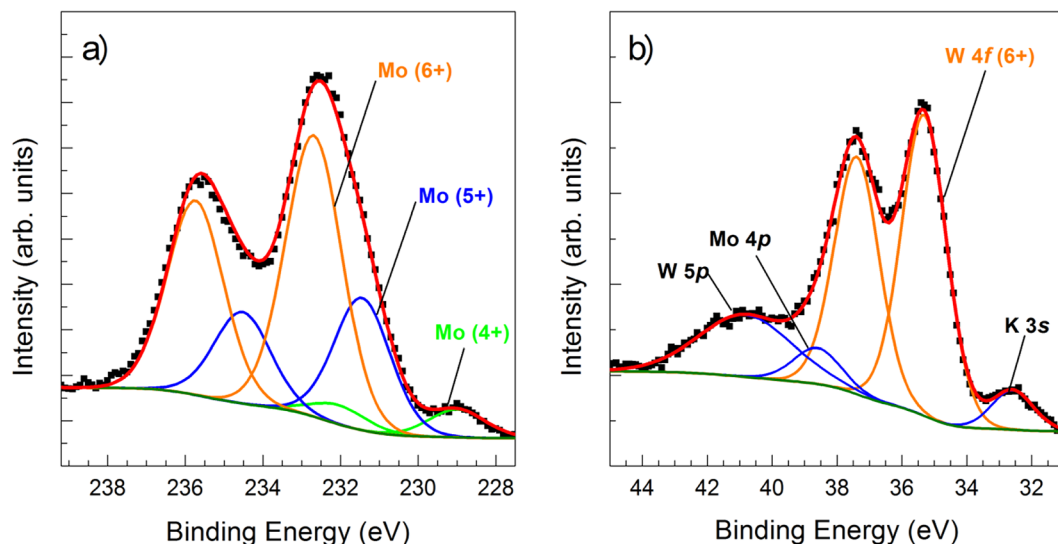 a)
Mo (6+)
Mo (5+)
Mo (4+)
Intensity (arb. units)
238 236 234 232 230 228
Binding Energy (eV)
b)
W 4f (6+)
Mo 4p
W 5p
K 3s
Intensity (arb. units)
44 42 40 38 36 34 32
Binding Energy (eV)